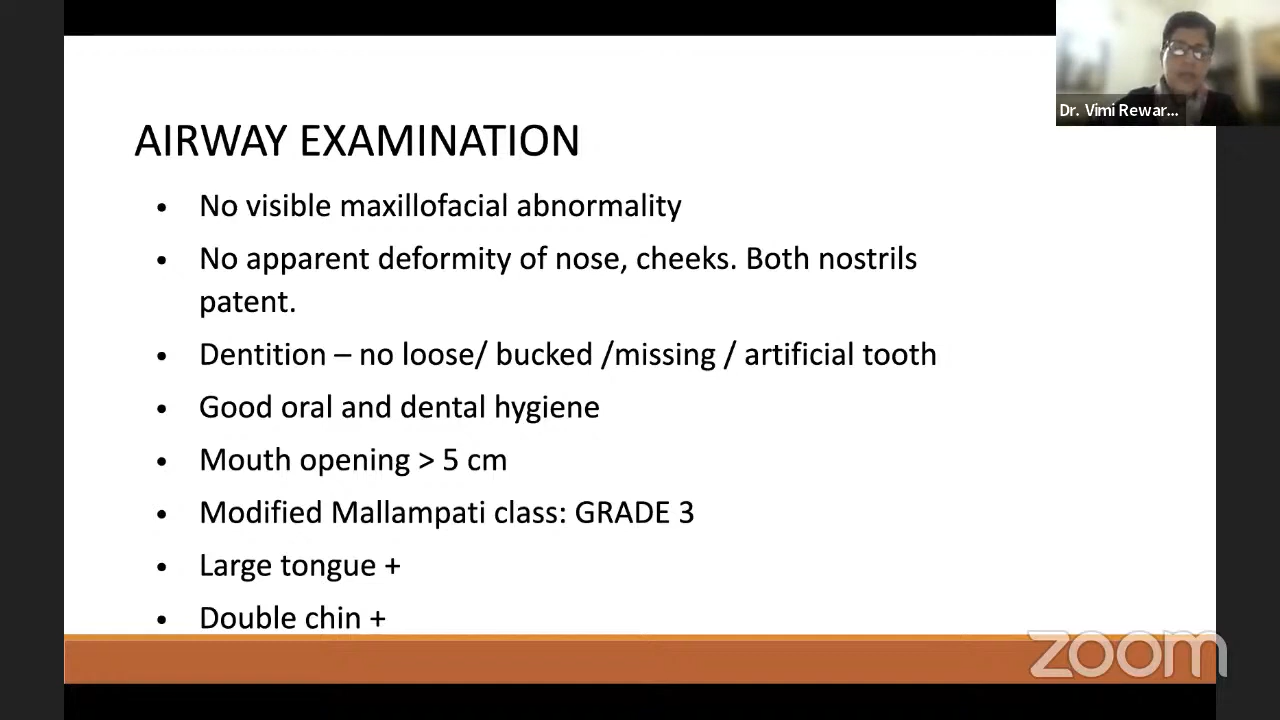 Dr. Vimi Rewar...
AIRWAY EXAMINATION
• No visible maxillofacial abnormality
• No apparent deformity of nose, cheeks. Both nostrils
patent.
• Dentition – no loose/ bucked /missing / artificial tooth
• Good oral and dental hygiene
• Mouth opening > 5 cm
• Modified Mallampati class: GRADE 3
• Large tongue +
• Double chin +
zoom